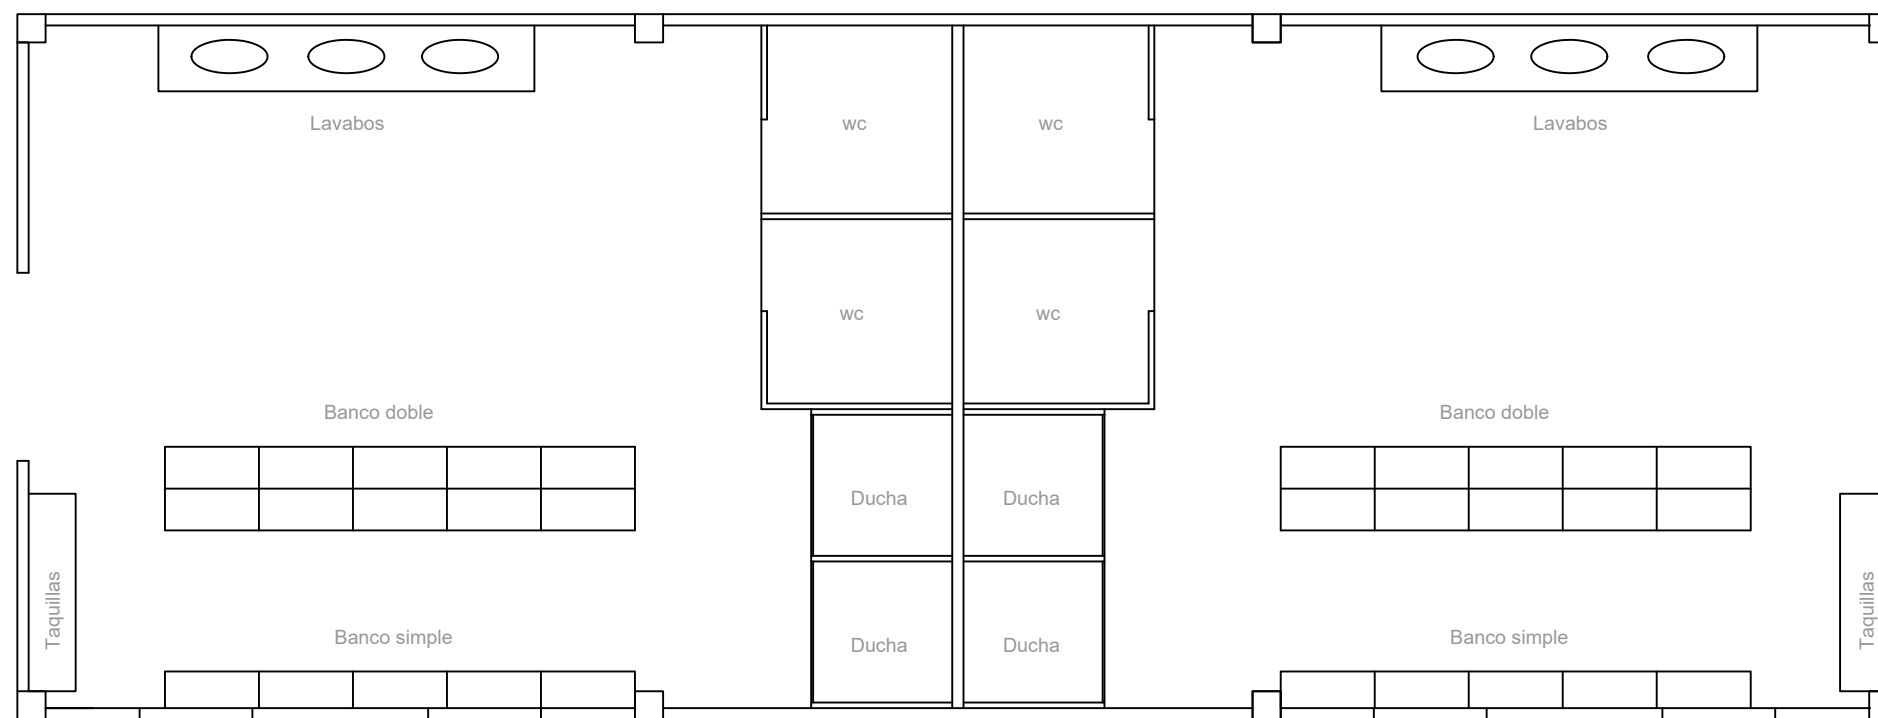 Lavabos
wc
wc
Lavabos
wc
wc
Banco doble
Banco doble
Ducha
Ducha
Taquillas
Taquillas
Banco simple
Ducha
Ducha
Banco simple